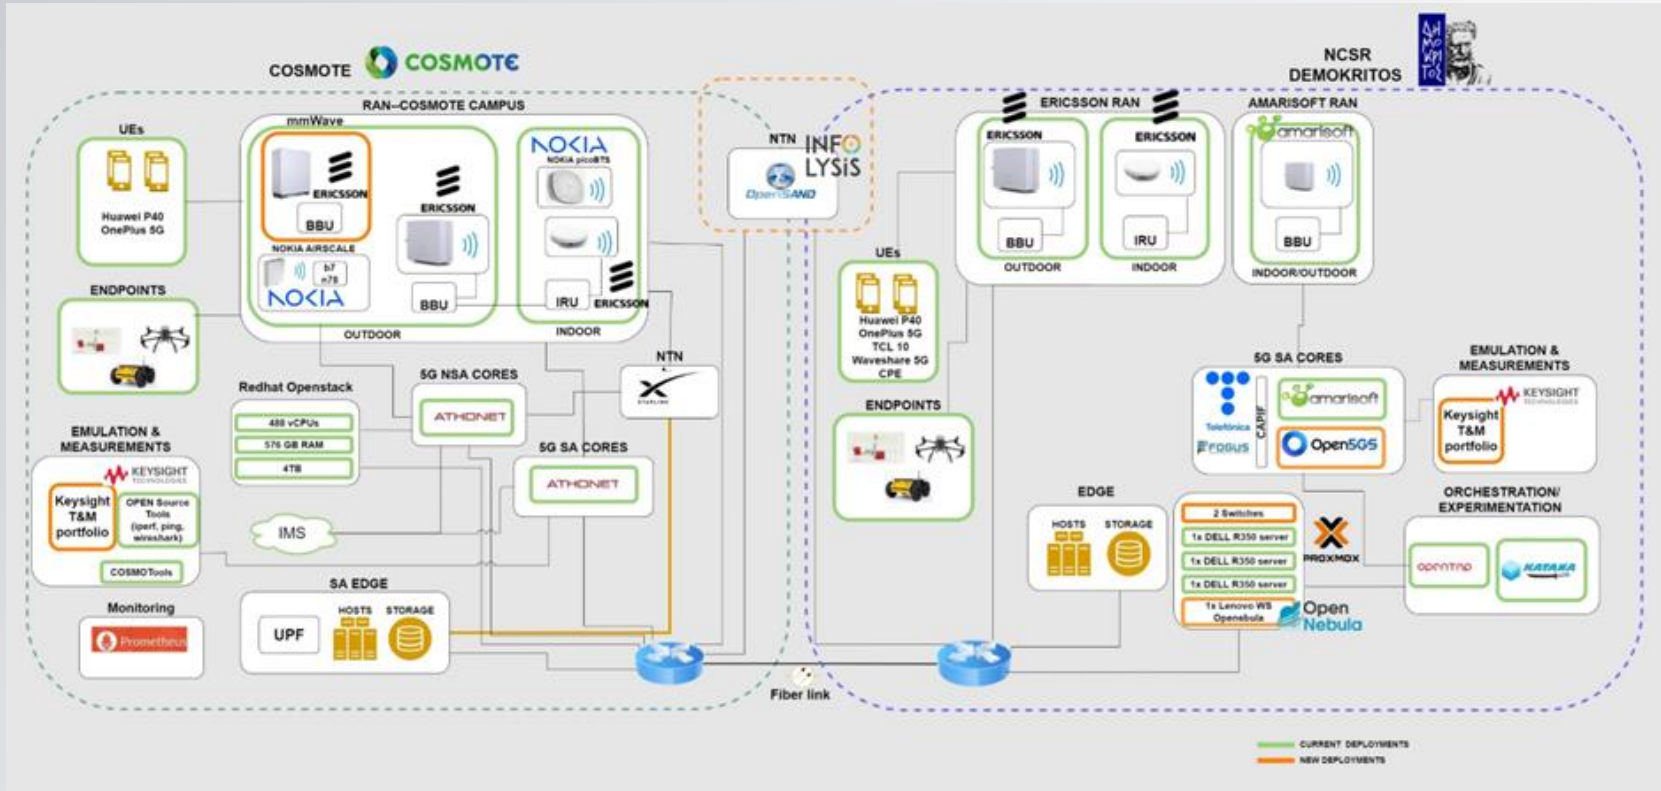 COSMOTE
COSMOTE
NCSR
DEMOKRITOS
RAN–COSMOTE CAMPUS
UEs
Huawei P40
OnePlus 5G
ENDPOINTS
mmWave
ERICSSON
BBU
NOKIA AIRSCALE
b7
n78
NOKIA
ERICSSON
BBU
OUTDOOR
NOKIA
NOKIA picoBTS
IRU
ERICSSON
INDOOR
NTN
OpenSAND
INFO
LYSiS
NTN
STARLINK
Redhat Openstack
488 vCPUs
576 GB RAM
4TB
5G NSA CORES
ATHONET
5G SA CORES
ATHONET
EMULATION &
MEASUREMENTS
KEYSIGHT
TECHNOLOGIES
Keysight
T&M
portfolio
OPEN Source
Tools
(iperf, ping,
wireshark)
COSMOTools
IMS
Monitoring
Prometheus
SA EDGE
UPF
HOSTS
STORAGE
Fiber link
ERICSSON RAN
ERICSSON
BBU
OUTDOOR
ERICSSON
IRU
INDOOR
AMARISOFT RAN
amarisoft
BBU
INDOOR/OUTDOOR
UEs
Huawei P40
OnePlus 5G
TCL 10
Waveshare 5G
CPE
ENDPOINTS
5G SA CORES
Telefónica
FOGUS
CAPIF
amarisoft
Open5GS
EMULATION &
MEASUREMENTS
KEYSIGHT
TECHNOLOGIES
Keysight
T&M
portfolio
EDGE
HOSTS
STORAGE
2 Switches
1x DELL R350 server
1x DELL R350 server
1x DELL R350 server
1x Lenovo WS
Openebula
PROXMOX
Open
Nebula
ORCHESTRATION/
EXPERIMENTATION
OpenTAP
KATANA
CURRENT DEPLOYMENTS
NEW DEPLOYMENTS